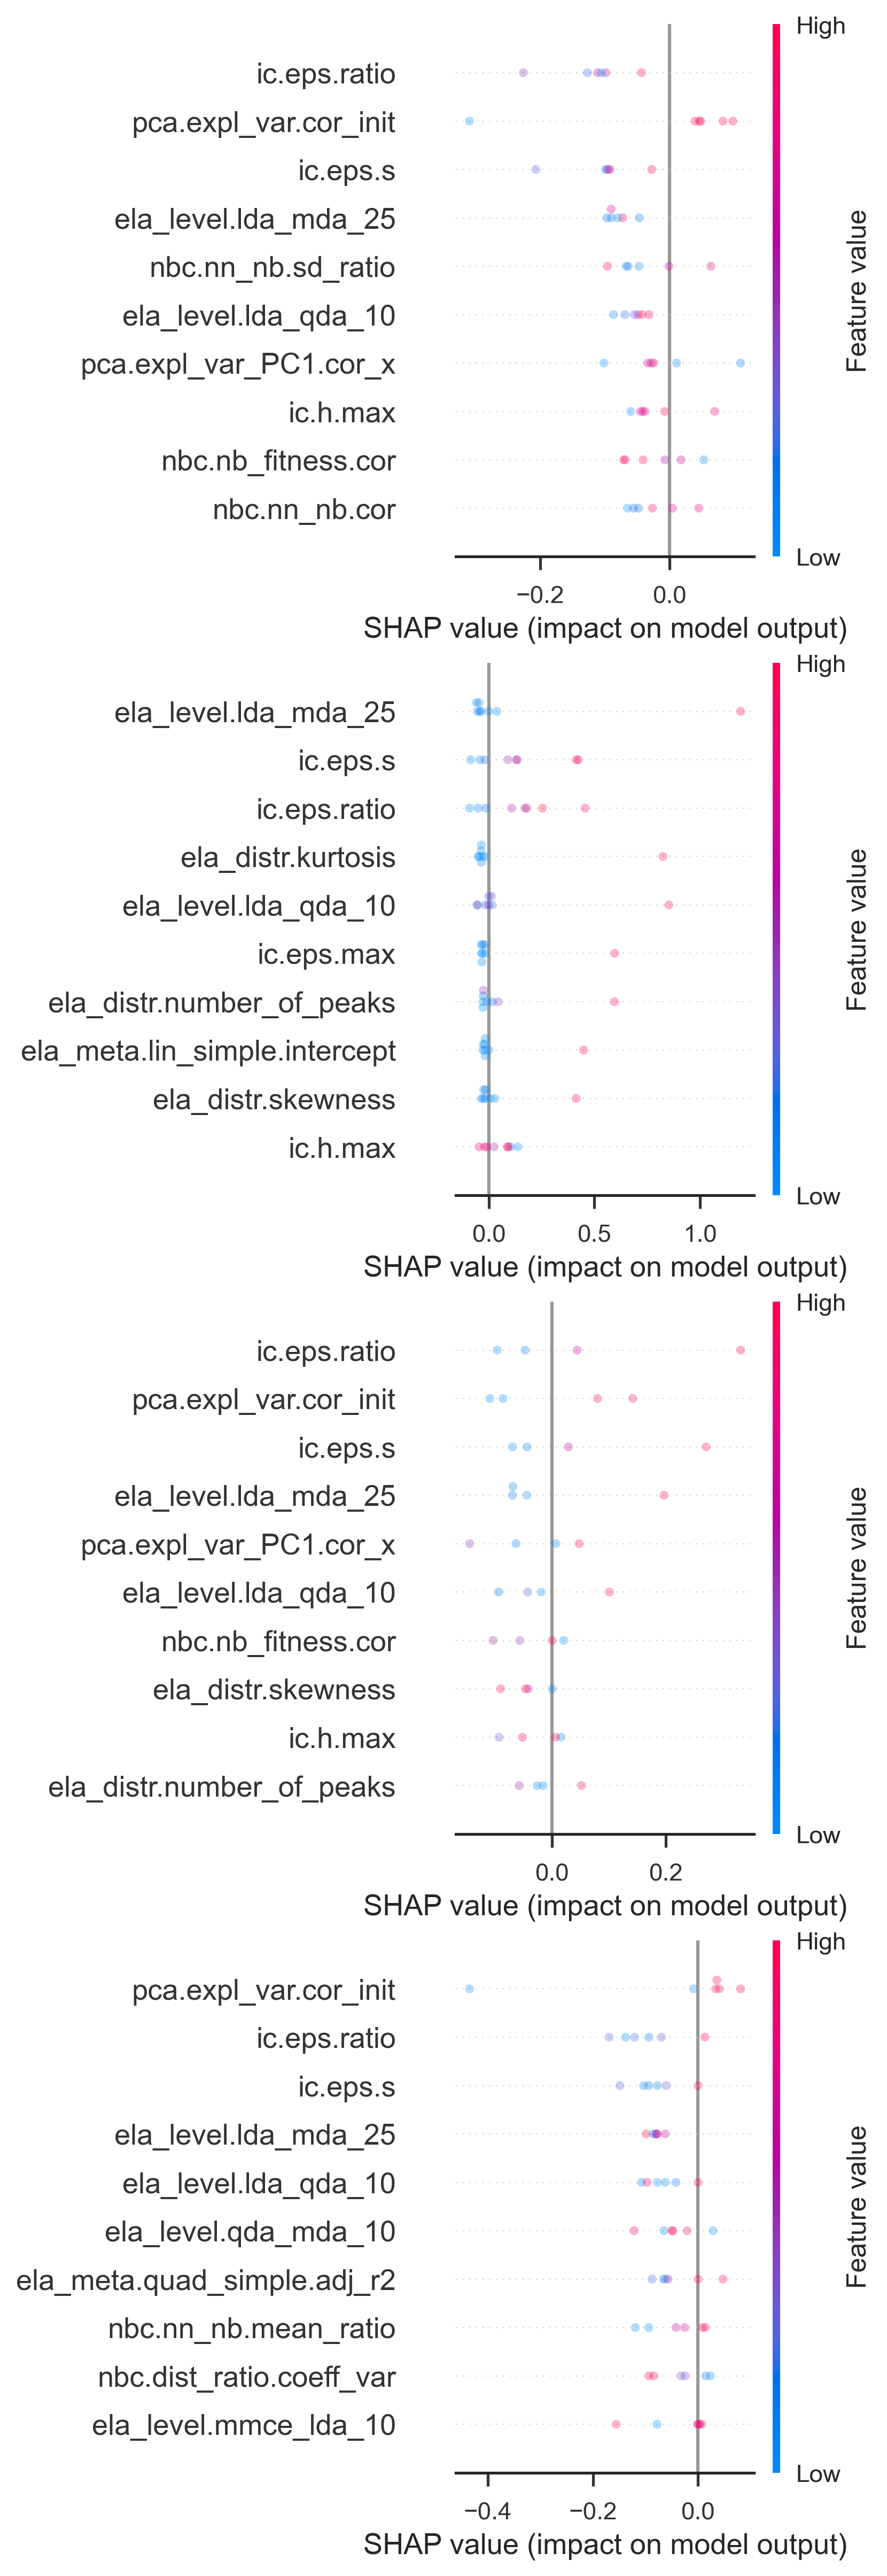 High
ic.eps.ratio
pca.expl_var.cor_init
ic.eps.s
ela_level.lda_mda_25
nbc.nn_nb.sd_ratio
ela_level.lda_qda_10
pca.expl_var_PC1.cor_x
ic.h.max
nbc.nb_fitness.cor
nbc.nn_nb.cor
Feature value
Low
−0.2 0.0
SHAP value (impact on model output)
High
ela_level.lda_mda_25
ic.eps.s
ic.eps.ratio
ela_distr.kurtosis
ela_level.lda_qda_10
ic.eps.max
ela_distr.number_of_peaks
ela_meta.lin_simple.intercept
ela_distr.skewness
ic.h.max
Feature value
Low
0.0 0.5 1.0
SHAP value (impact on model output)
High
ic.eps.ratio
pca.expl_var.cor_init
ic.eps.s
ela_level.lda_mda_25
pca.expl_var_PC1.cor_x
ela_level.lda_qda_10
nbc.nb_fitness.cor
ela_distr.skewness
ic.h.max
ela_distr.number_of_peaks
Feature value
Low
0.0 0.2
SHAP value (impact on model output)
High
pca.expl_var.cor_init
ic.eps.ratio
ic.eps.s
ela_level.lda_mda_25
ela_level.lda_qda_10
ela_level.qda_mda_10
ela_meta.quad_simple.adj_r2
nbc.nn_nb.mean_ratio
nbc.dist_ratio.coeff_var
ela_level.mmce_lda_10
Feature value
Low
−0.4 −0.2 0.0
SHAP value (impact on model output)